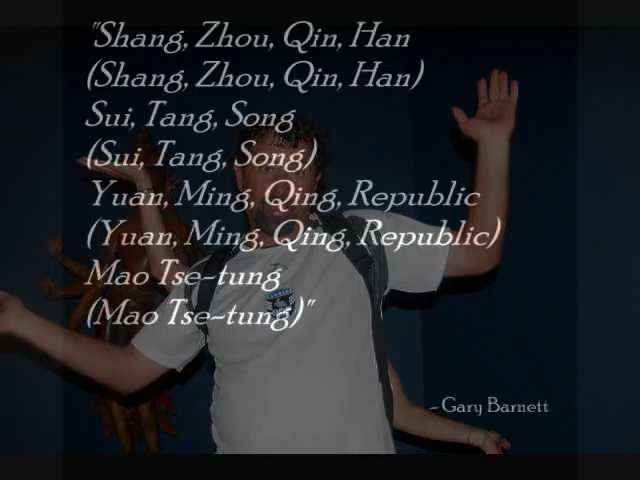 "Shang, Zhou, Qin, Han
(Shang, Zhou, Qin, Han)
Sui, Tang, Song
(Sui, Tang, Song)
Yuan, Ming, Qing, Republic
(Yuan, Ming, Qing, Republic)
Mao Tse-tung
(Mao Tse-tung)"
- Gary Barnett